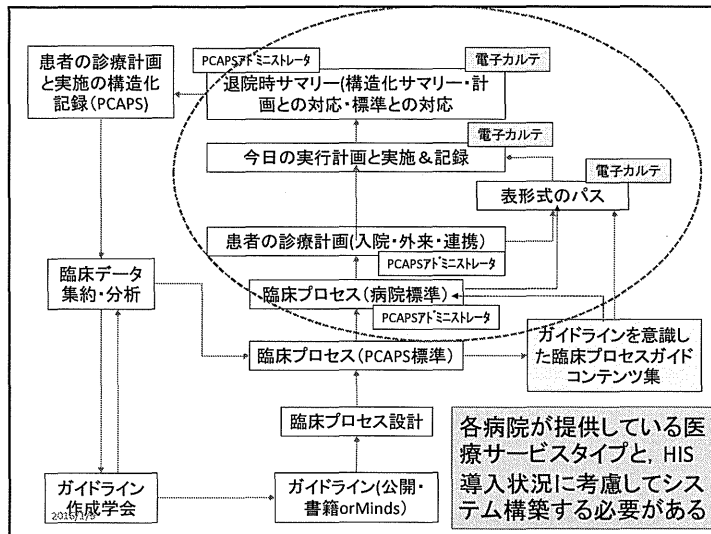 患者の診療計画
と実施の構造化
記録(PCAPS)
PCAPSアドミニストレータ
電子カルテ
退院時サマリー(構造化サマリー・計
画との対応・標準との対応
電子カルテ
今日の実行計画と実施&記録
電子カルテ
表形式のパス
患者の診療計画(入院・外来・連携)
PCAPSアドミニストレータ
臨床データ
集約・分析
臨床プロセス(病院標準)
PCAPSアドミニストレータ
臨床プロセス(PCAPS標準)
ガイドラインを意識し
た臨床プロセスガイド
コンテンツ集
臨床プロセス設計
ガイドライン
作成学会
ガイドライン(公開・
書籍orMinds)
各病院が提供している医
療サービスタイプと, HIS
導入状況に考慮してシス
テム構築する必要がある